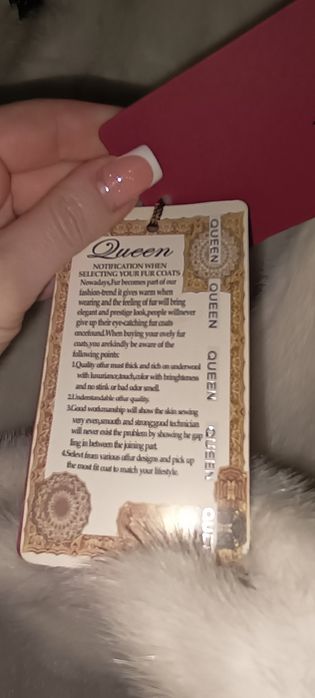 Queen
NOTIFICATION WHEN
SELECTING YOUR FUR COATS
Nowadays,Fur becomes part of our
fashion-trend it gives warm when
wearing and the feeling of fur will bring
elegant and prestige look,people willnever
give up their eye-catching fur coats
oncefound.When buying your overly fur
coats,you arekindly be aware of the
following points:
1.Quality offur must thick and rich on underwool
with luxuriance,touch,color with bringhtness
and no stink or bad odor smell.
2.Understandable offur quality.
3.Good workmanship will show the skin sewing
very even,smooth and strong;good technician
will never exist the problem by showing he gap
fing in between the joining part.
4.Select from various offur designs and pick up
the most fit coat to match your lifestyle.
QUEEN
QUEEN
QUEEN
QUEEN